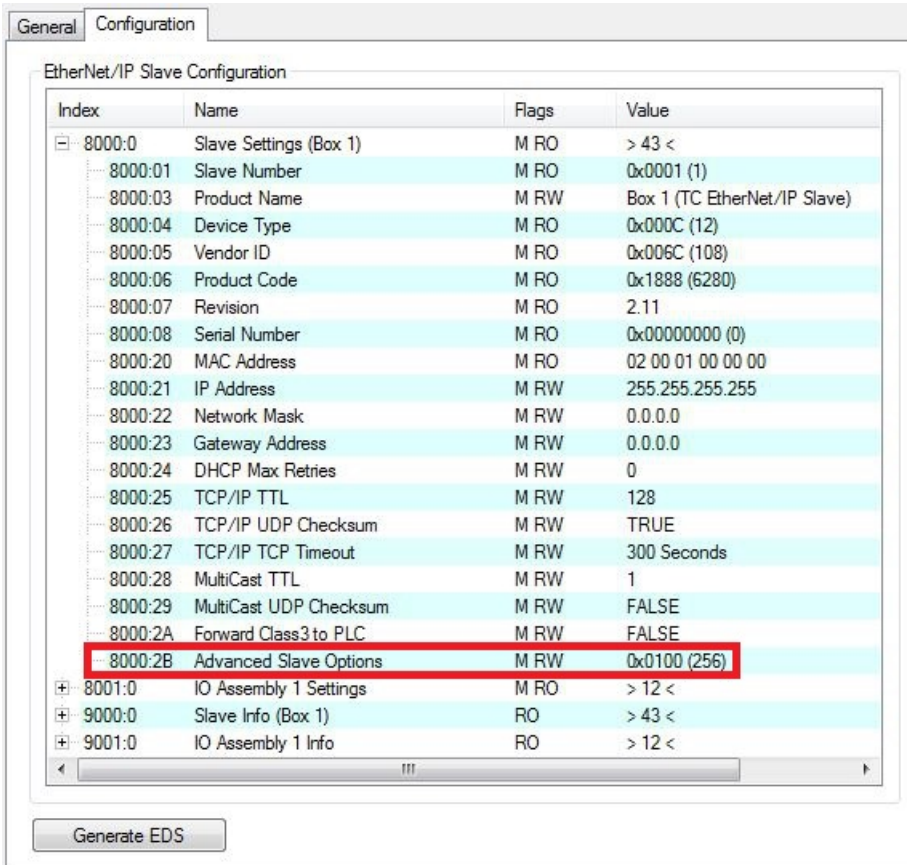 General Configuration
EtherNet/IP Slave Configuration
Index Name Flags Value
8000:0 Slave Settings (Box 1) M RO > 43 <
8000:01 Slave Number M RO 0x0001 (1)
8000:03 Product Name M RW Box 1 (TC EtherNet/IP Slave)
8000:04 Device Type M RO 0x000C (12)
8000:05 Vendor ID M RO 0x006C (108)
8000:06 Product Code M RO 0x1888 (6280)
8000:07 Revision M RO 2.11
8000:08 Serial Number M RO 0x00000000 (0)
8000:20 MAC Address M RO 02 00 01 00 00 00
8000:21 IP Address M RW 255.255.255.255
8000:22 Network Mask M RW 0.0.0.0
8000:23 Gateway Address M RW 0.0.0.0
8000:24 DHCP Max Retries M RW 0
8000:25 TCP/IP TTL M RW 128
8000:26 TCP/IP UDP Checksum M RW TRUE
8000:27 TCP/IP TCP Timeout M RW 300 Seconds
8000:28 MultiCast TTL M RW 1
8000:29 MultiCast UDP Checksum M RW FALSE
8000:2A Forward Class3 to PLC M RW FALSE
8000:2B Advanced Slave Options M RW 0x0100 (256)
8001:0 IO Assembly 1 Settings M RO > 12 <
9000:0 Slave Info (Box 1) RO > 43 <
9001:0 IO Assembly 1 Info RO > 12 <
Generate EDS